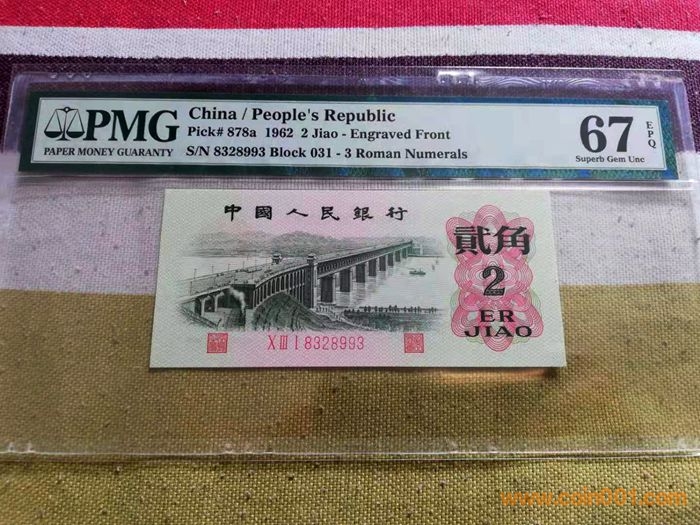 PMG
PAPER MONEY GUARANTY
China / People's Republic
Pick# 878a 1962 2 Jiao - Engraved Front
S/N 8328993 Block 031 - 3 Roman Numerals
67 EPQ
Superb Gem Unc
中國人民銀行
貳角
2
ER
JIAO
X III I 8328993
www.coin001.com